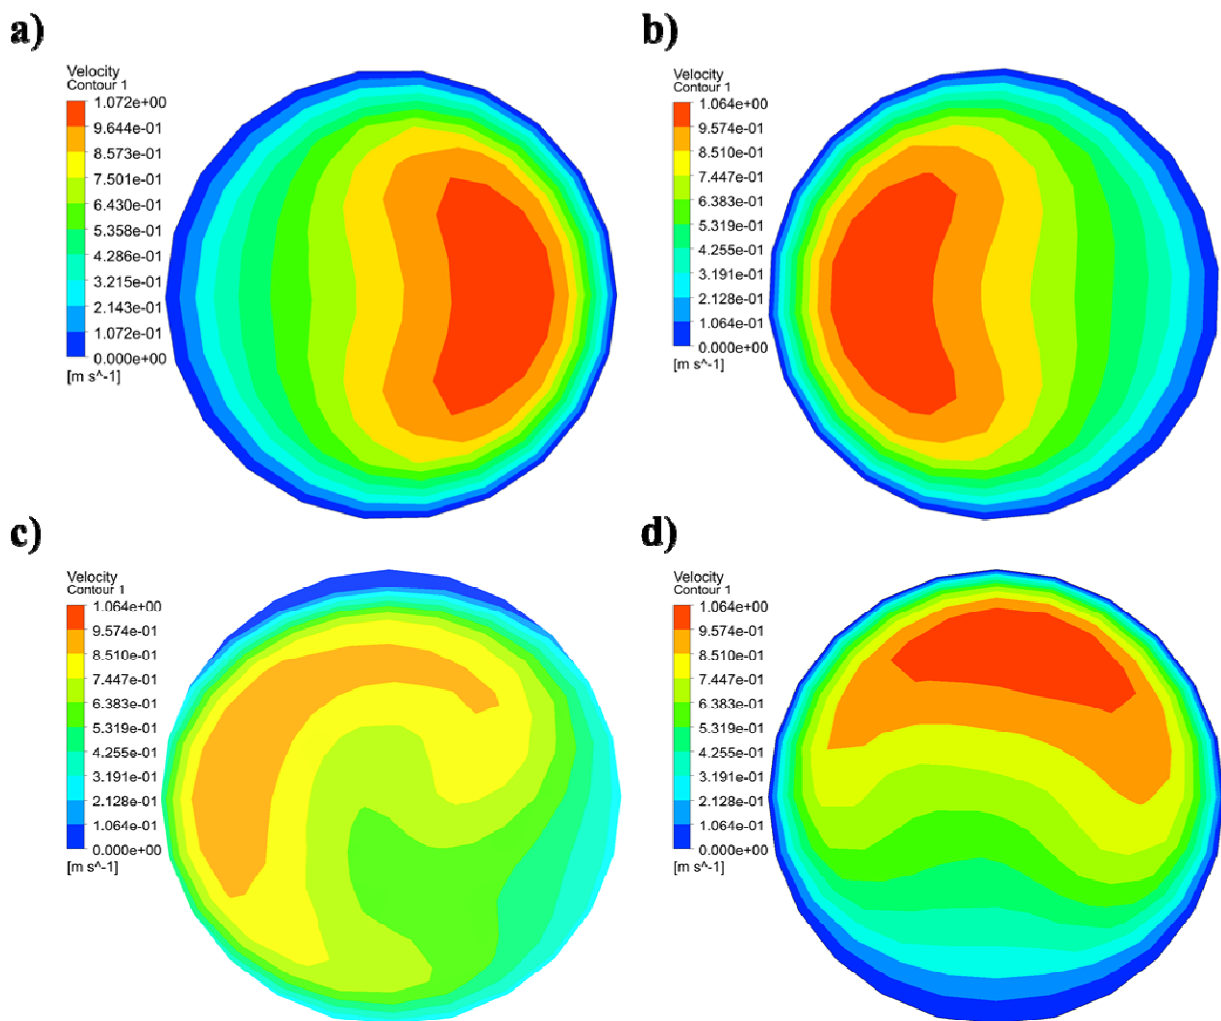 a)
Velocity
Contour 1
1.072e+00
9.644e-01
8.573e-01
7.501e-01
6.430e-01
5.358e-01
4.286e-01
3.215e-01
2.143e-01
1.072e-01
0.000e+00
[m s^-1]
b)
Velocity
Contour 1
1.064e+00
9.574e-01
8.510e-01
7.447e-01
6.383e-01
5.319e-01
4.255e-01
3.191e-01
2.128e-01
1.064e-01
0.000e+00
[m s^-1]
c)
Velocity
Contour 1
1.064e+00
9.574e-01
8.510e-01
7.447e-01
6.383e-01
5.319e-01
4.255e-01
3.191e-01
2.128e-01
1.064e-01
0.000e+00
[m s^-1]
d)
Velocity
Contour 1
1.064e+00
9.574e-01
8.510e-01
7.447e-01
6.383e-01
5.319e-01
4.255e-01
3.191e-01
2.128e-01
1.064e-01
0.000e+00
[m s^-1]